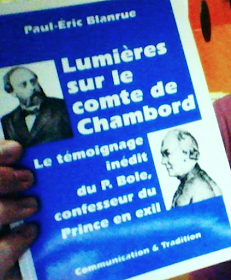 Paul-Éric Blanrue
Lumières
sur le
comte de
Chambord
Le témoignage
inédit
du P. Bole,
confesseur du
Prince en exil
Communication & Tradition